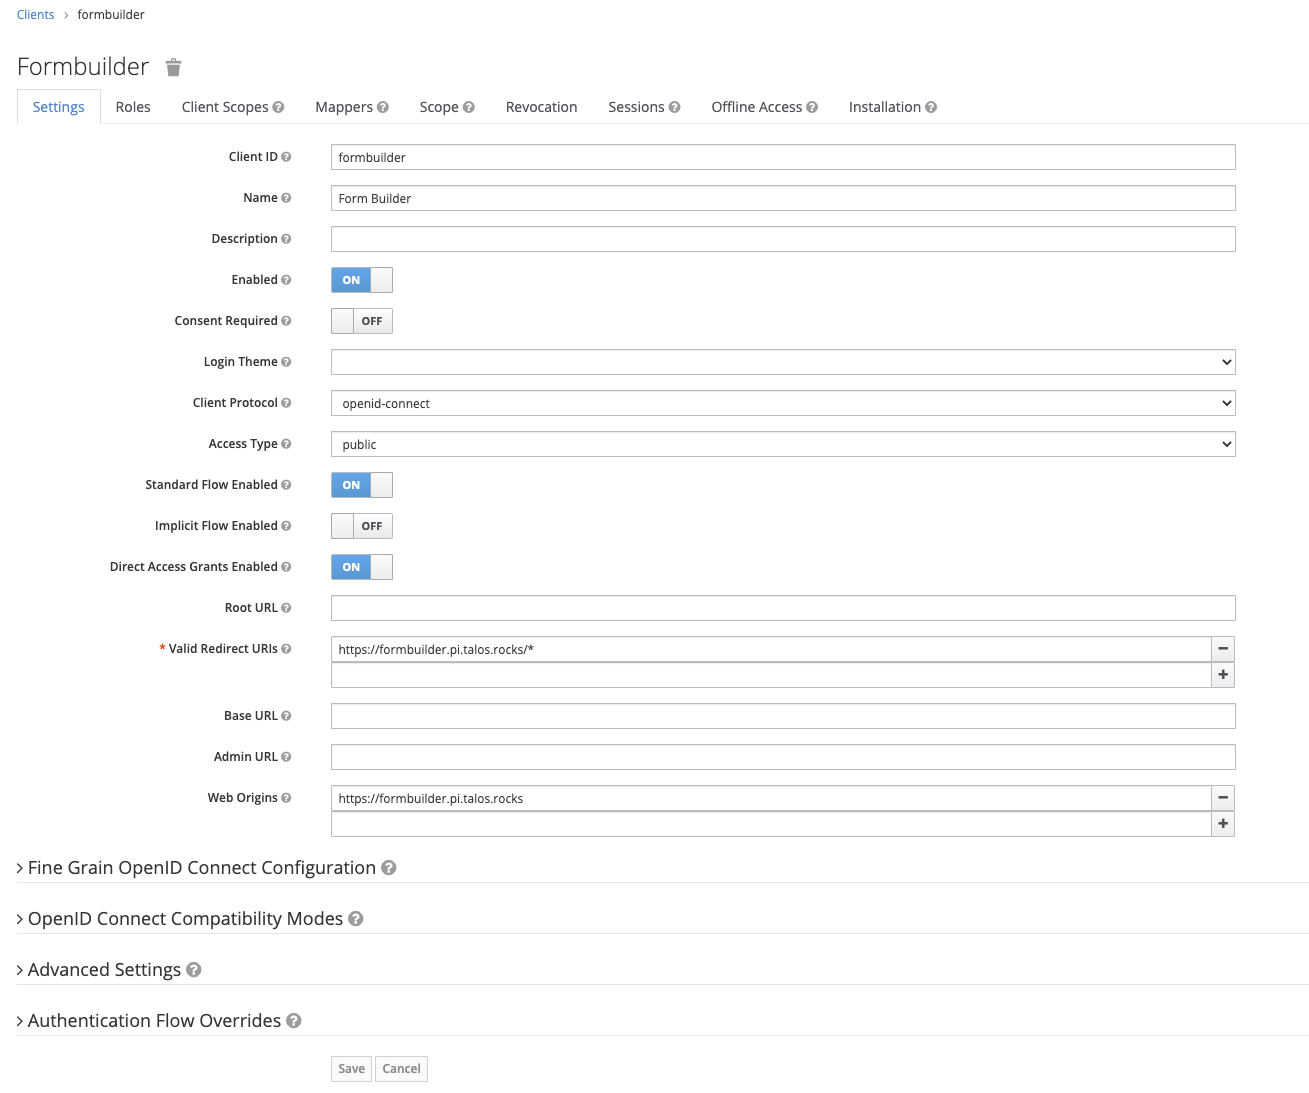 Clients › formbuilder
Formbuilder
Settings Roles Client Scopes Mappers Scope Revocation Sessions Offline Access Installation
Client ID formbuilder
Name Form Builder
Description
Enabled ON
Consent Required OFF
Login Theme
Client Protocol openid-connect
Access Type public
Standard Flow Enabled ON
Implicit Flow Enabled OFF
Direct Access Grants Enabled ON
Root URL
* Valid Redirect URIs https://formbuilder.pi.talos.rocks/*
Base URL
Admin URL
Web Origins https://formbuilder.pi.talos.rocks
Fine Grain OpenID Connect Configuration
OpenID Connect Compatibility Modes
Advanced Settings
Authentication Flow Overrides
Save Cancel